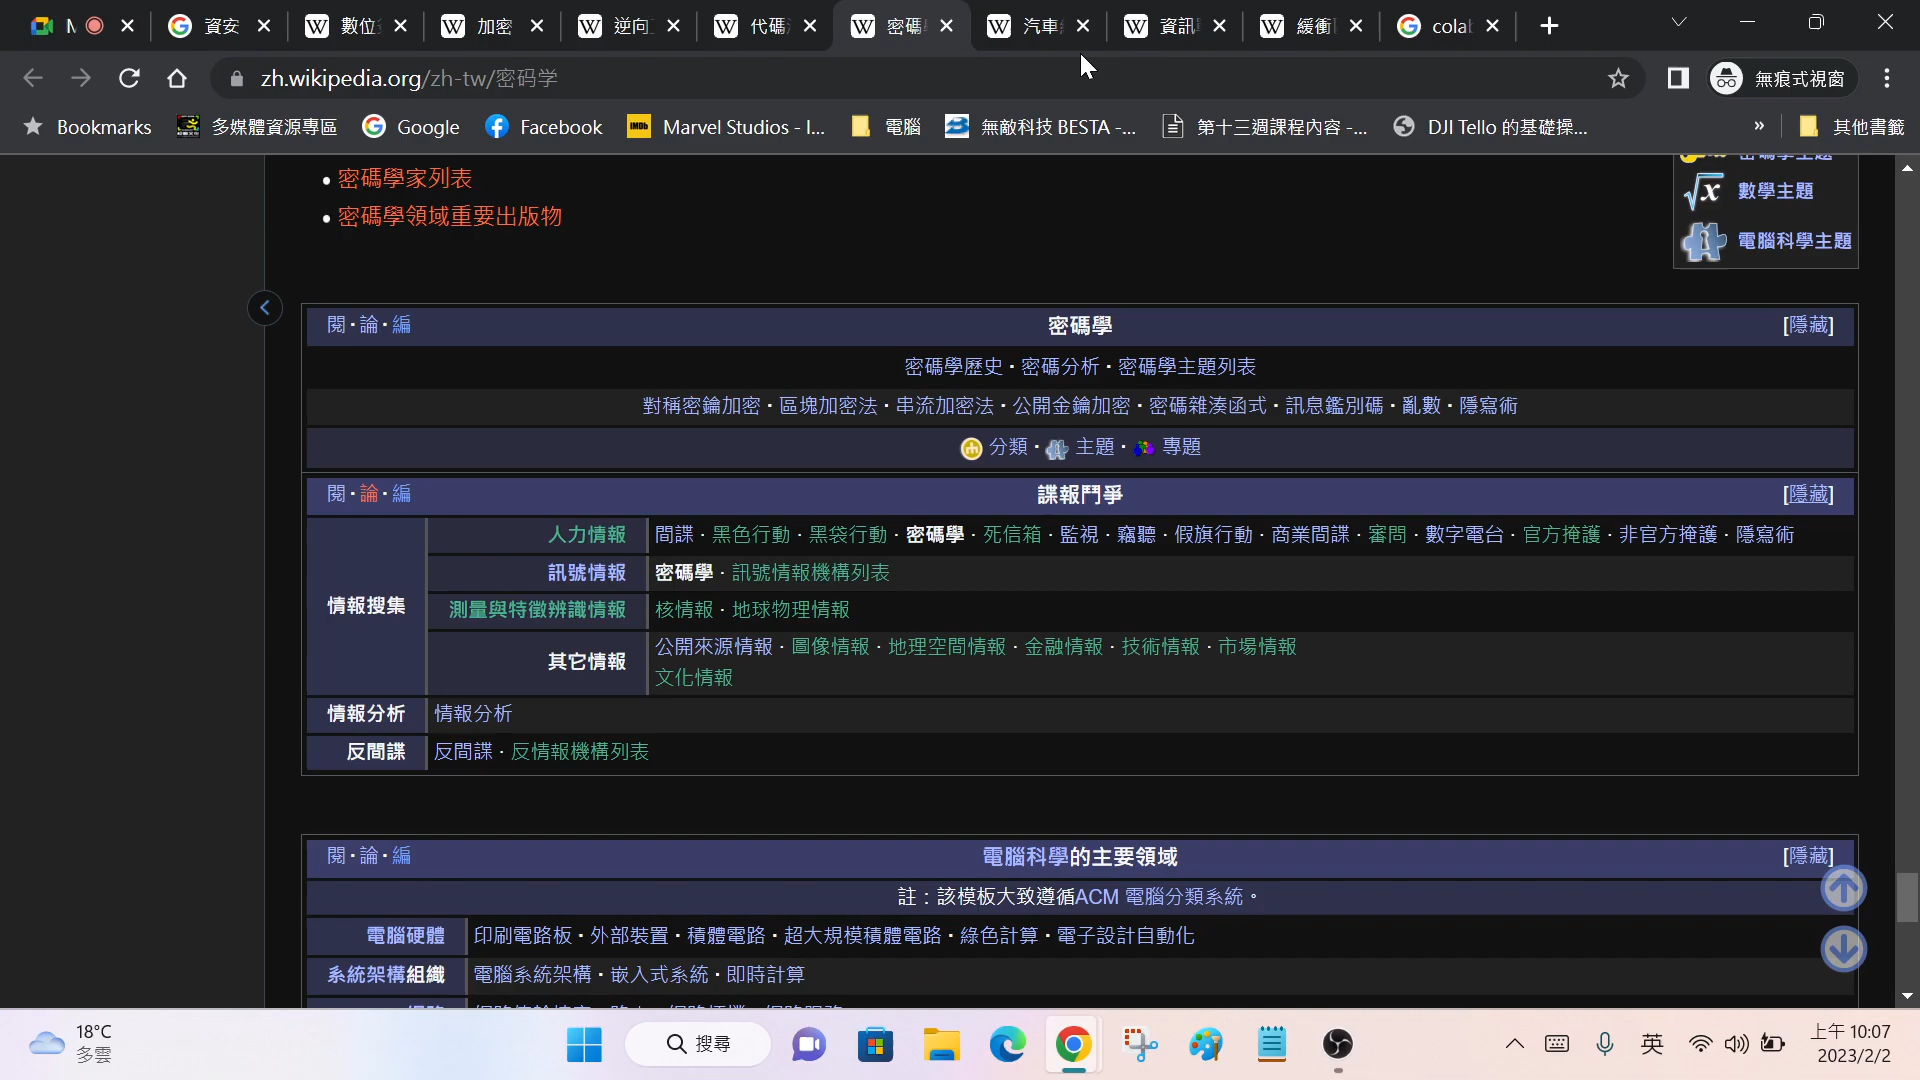 資安
數位
加密
逆向
代碼
密碼
汽車
資訊
緩衝
colal
zh.wikipedia.org/zh-tw/密码学
無痕式視窗
Bookmarks
多媒體資源專區
Google
Facebook
IMDb
Marvel Studios - I...
電腦
無敵科技 BESTA -...
第十三週課程內容 -...
DJI Tello 的基礎操...
»
其他書籤
• 密碼學家列表
• 密碼學領域重要出版物
密碼學主題
數學主題
電腦科學主題
閱·論·編
密碼學
[隱藏]
密碼學歷史·密碼分析·密碼學主題列表
對稱密鑰加密·區塊加密法·串流加密法·公開金鑰加密·密碼雜湊函式·訊息鑑別碼·亂數·隱寫術
分類·主題·專題
閱·論·編
諜報鬥爭
[隱藏]
情報搜集
人力情報
間諜·黑色行動·黑袋行動·密碼學·死信箱·監視·竊聽·假旗行動·商業間諜·審問·數字電台·官方掩護·非官方掩護·隱寫術
訊號情報
密碼學·訊號情報機構列表
測量與特徵辨識情報
核情報·地球物理情報
其它情報
公開來源情報·圖像情報·地理空間情報·金融情報·技術情報·市場情報
文化情報
情報分析
情報分析
反間諜
反間諜·反情報機構列表
閱·論·編
電腦科學的主要領域
[隱藏]
註：該模板大致遵循ACM 電腦分類系統。
電腦硬體
印刷電路板·外部裝置·積體電路·超大規模積體電路·綠色計算·電子設計自動化
系統架構組織
電腦系統架構·嵌入式系統·即時計算
18°C
多雲
搜尋
英
上午 10:07
2023/2/2